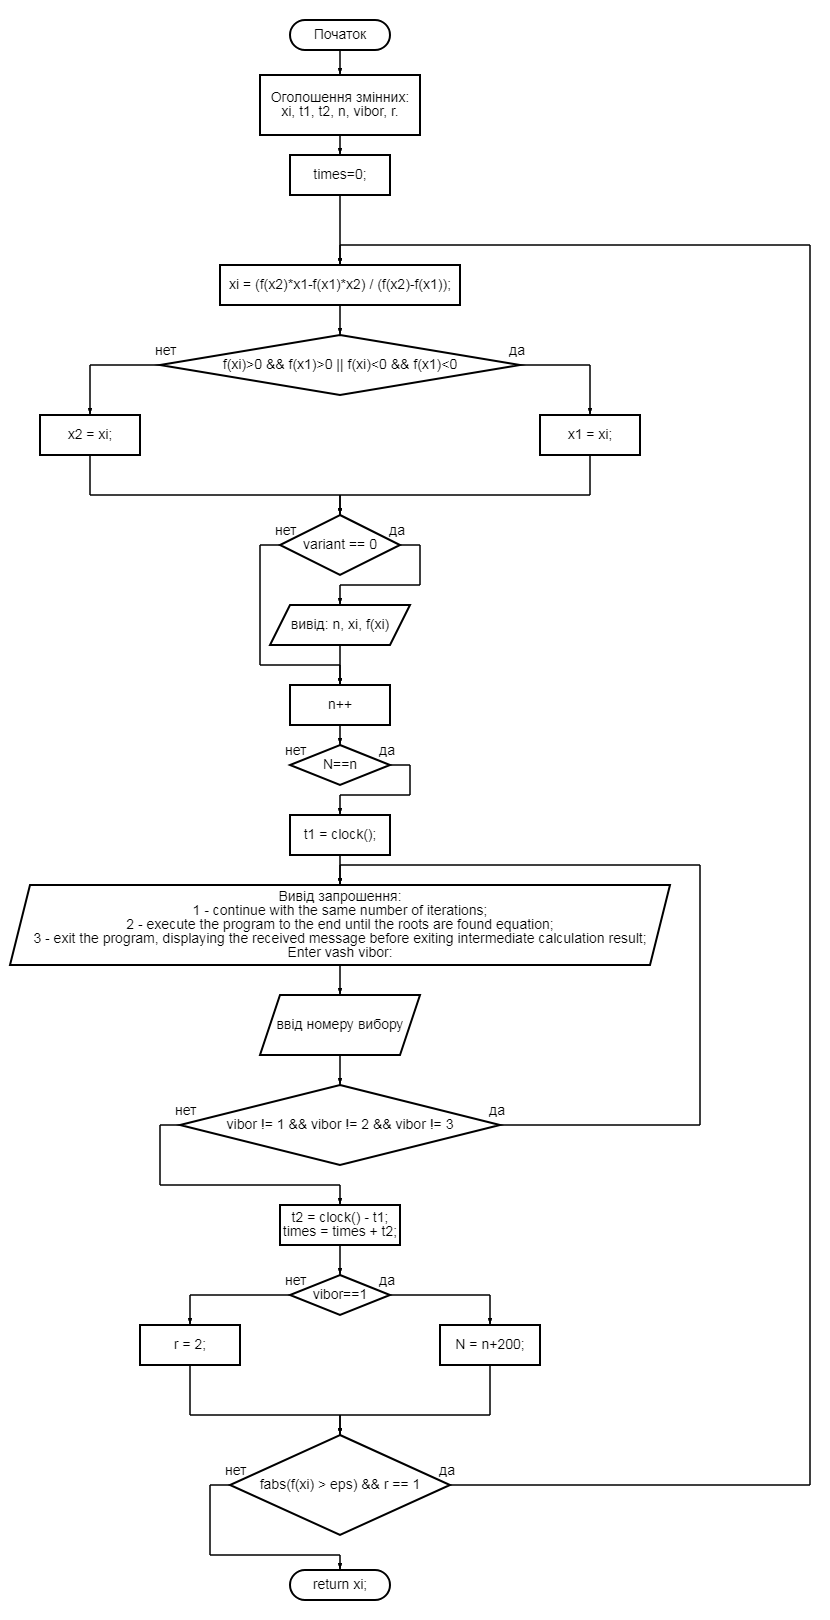 Початок
Оголошення змінних:
xi, t1, t2, n, vibor, r.
times=0;
xi = (f(x2)*x1-f(x1)*x2) / (f(x2)-f(x1));
нет
да
f(xi)>0 && f(x1)>0 || f(xi)<0 && f(x1)<0
x2 = xi;
x1 = xi;
нет
да
variant == 0
вивід: n, xi, f(xi)
n++
нет
да
N==n
t1 = clock();
Вивід запрошення:
1 - continue with the same number of iterations;
2 - execute the program to the end until the roots are found equation;
3 - exit the program, displaying the received message before exiting intermediate calculation result;
Enter vash vibor:
ввід номеру вибору
нет
да
vibor != 1 && vibor != 2 && vibor != 3
t2 = clock() - t1;
times = times + t2;
нет
да
vibor==1
r = 2;
N = n+200;
нет
да
fabs(f(xi) > eps) && r == 1
return xi;